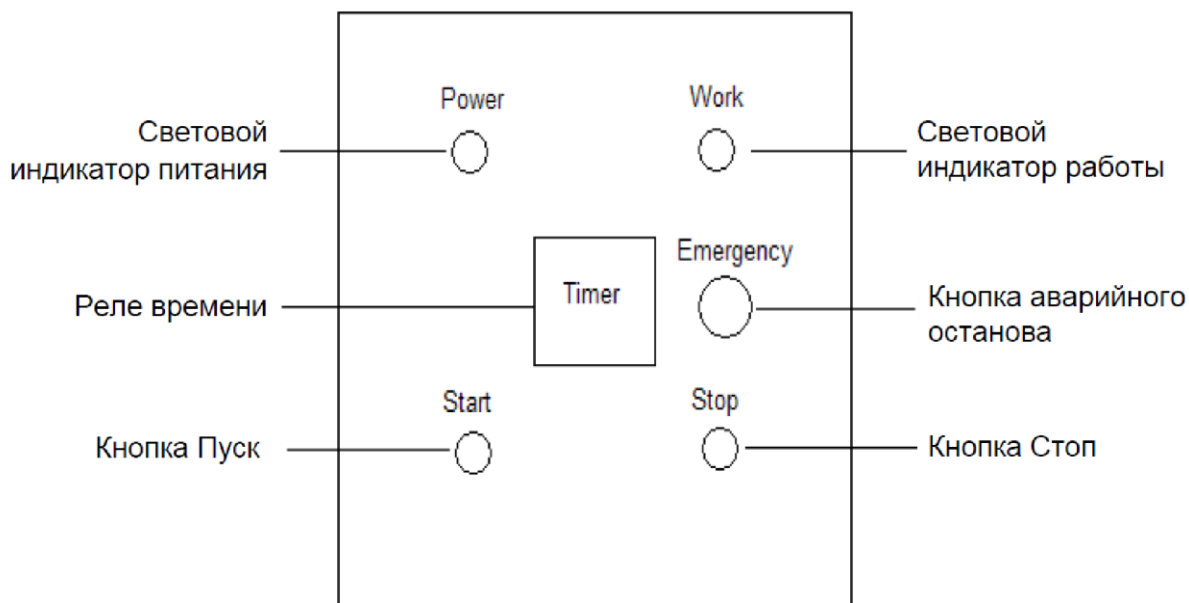 Power
Work
Световой
индикатор питания
Световой
индикатор работы
Emergency
Timer
Реле времени
Кнопка аварийного
останова
Start
Stop
Кнопка Пуск
Кнопка Стоп